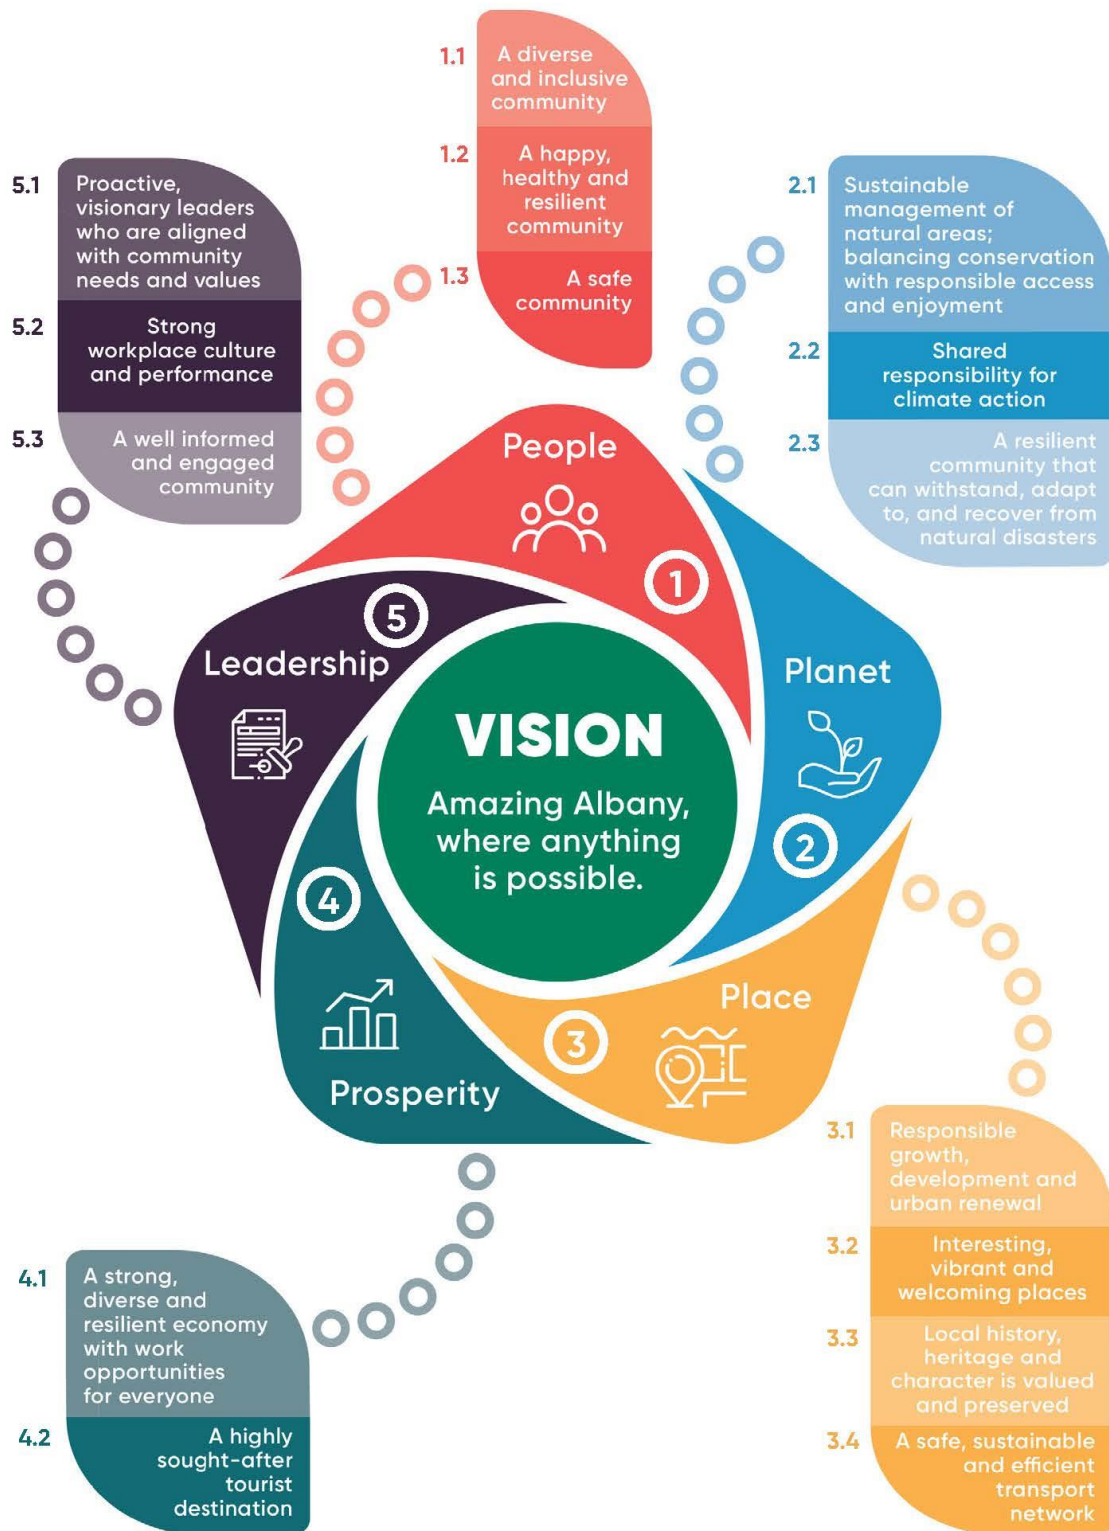 1.1
A diverse
and inclusive
community
1.2
A happy,
healthy and
resilient
community
1.3
A safe
community
5.1
Proactive,
visionary leaders
who are aligned
with community
needs and values
5.2
Strong
workplace culture
and performance
5.3
A well informed
and engaged
community
2.1
Sustainable
management of
natural areas;
balancing conservation
with responsible access
and enjoyment
2.2
Shared
responsibility for
climate action
2.3
A resilient
community that
can withstand, adapt
to, and recover from
natural disasters
People
1
5
Leadership
Planet
2
VISION
Amazing Albany,
where anything
is possible.
4
Prosperity
3
Place
3.1
Responsible
growth,
development and
urban renewal
3.2
Interesting,
vibrant and
welcoming places
3.3
Local history,
heritage and
character is valued
and preserved
3.4
A safe, sustainable
and efficient
transport
network
4.1
A strong,
diverse and
resilient economy
with work
opportunities
for everyone
4.2
A highly
sought-after
tourist
destination